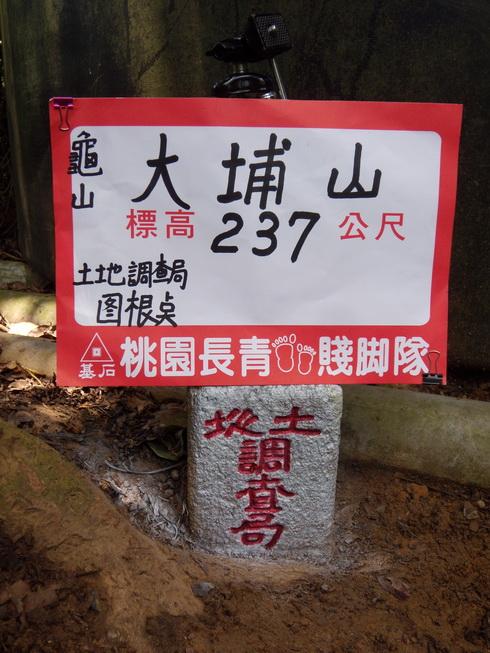 龜山
大埔山
標高 237 公尺
土地調查局
图根点
基石 桃園長青賤脚隊
土地
調
查
局